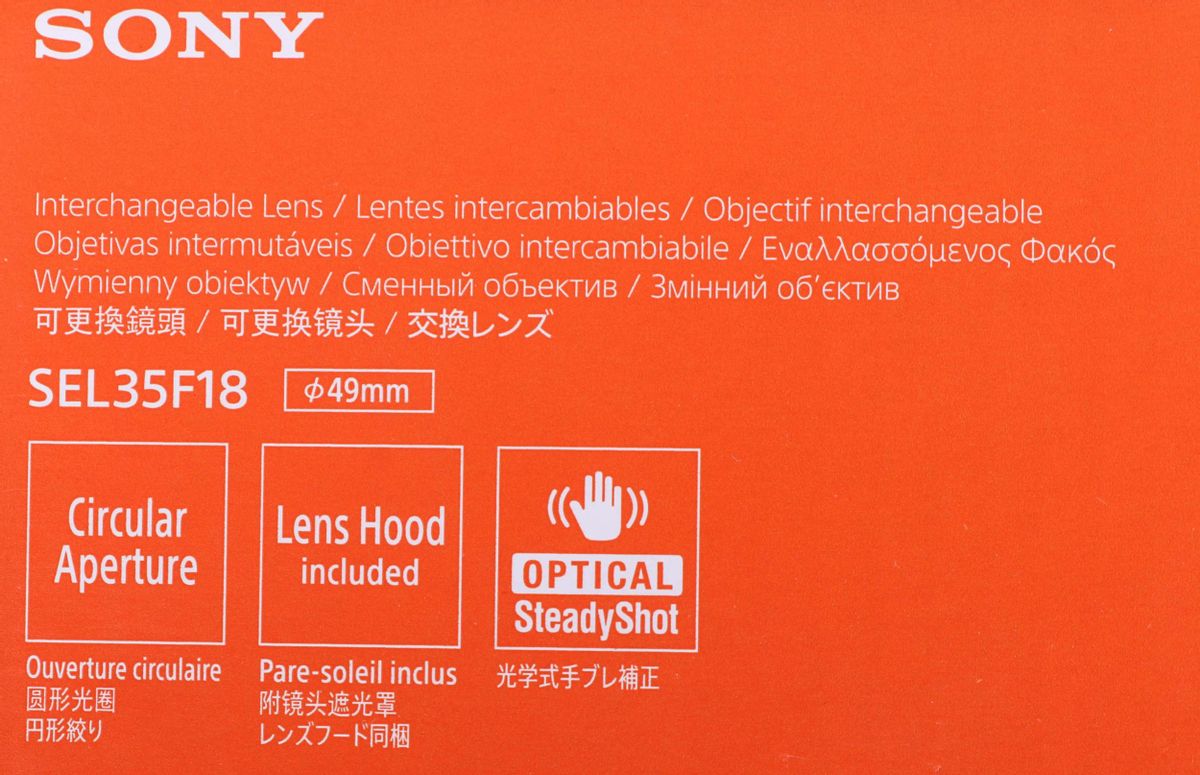 SONY
Interchangeable Lens / Lentes intercambiables / Objectif interchangeable
Objetivas intermutáveis / Obiettivo intercambiabile / Εναλλασσόμενος Φακός
Wymienny obiektyw / Сменный объектив / Змінний об’єктив
可更換鏡頭 / 可更换镜头 / 交換レンズ
SEL35F18
φ49mm
Circular
Aperture
Lens Hood
included
OPTICAL
SteadyShot
Ouverture circulaire
圆形光圈
円形絞り
Pare-soleil inclus
附镜头遮光罩
レンズフード同梱
光学式手ブレ補正